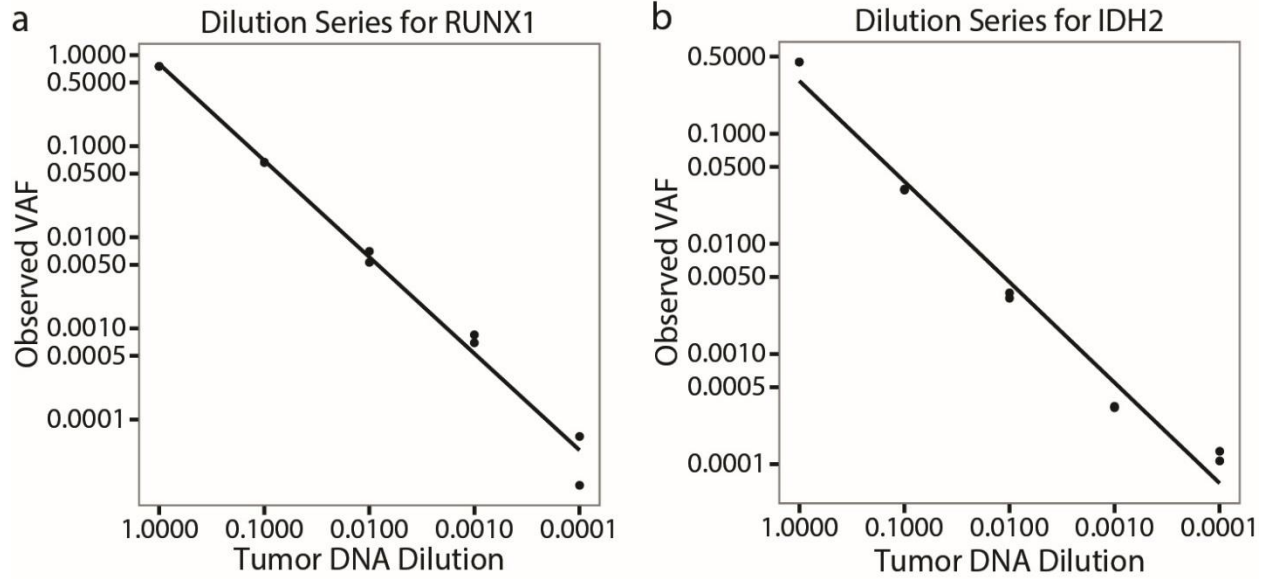 a
Dilution Series for RUNX1
Observed VAF
1.0000
0.5000
0.1000
0.0500
0.0100
0.0050
0.0010
0.0005
0.0001
1.0000 0.1000 0.0100 0.0010 0.0001
Tumor DNA Dilution
b
Dilution Series for IDH2
Observed VAF
0.5000
0.1000
0.0500
0.0100
0.0050
0.0010
0.0005
0.0001
1.0000 0.1000 0.0100 0.0010 0.0001
Tumor DNA Dilution